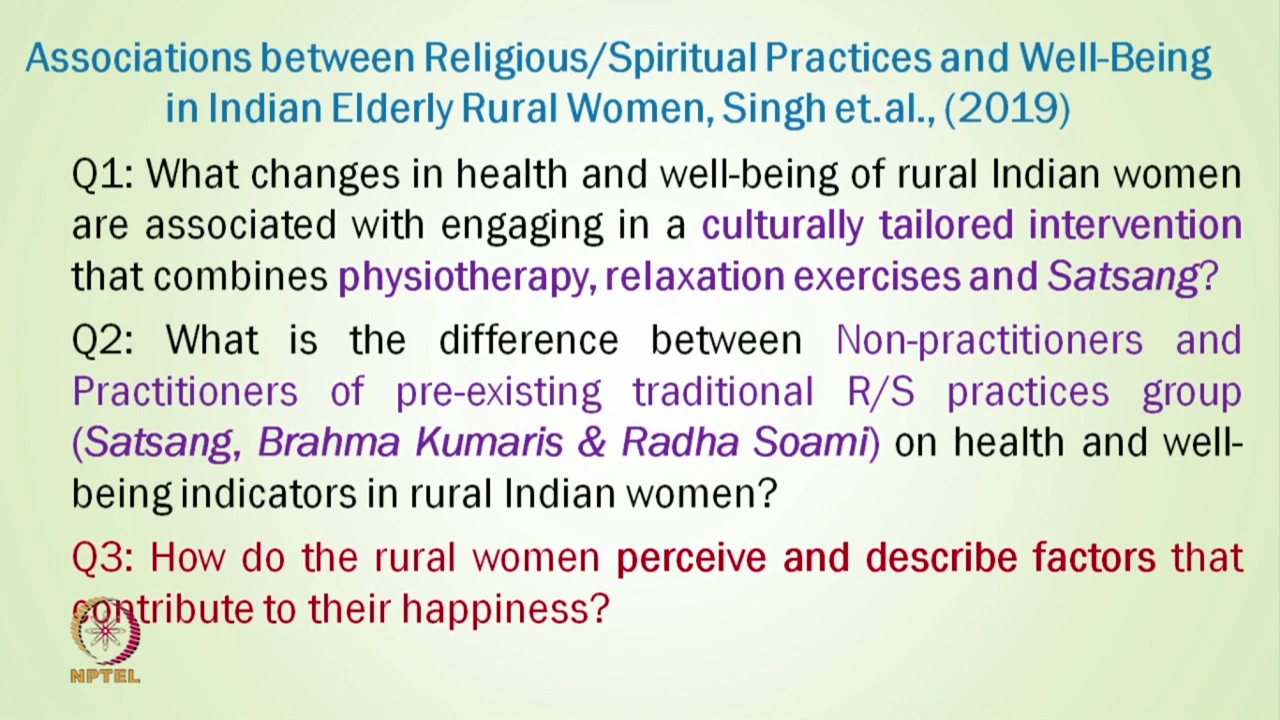 Associations between Religious/Spiritual Practices and Well-Being
in Indian Elderly Rural Women, Singh et.al., (2019)
Q1: What changes in health and well-being of rural Indian women
are associated with engaging in a culturally tailored intervention
that combines physiotherapy, relaxation exercises and Satsang?
Q2: What is the difference between Non-practitioners and
Practitioners of pre-existing traditional R/S practices group
(Satsang, Brahma Kumaris & Radha Soami) on health and well-
being indicators in rural Indian women?
Q3: How do the rural women perceive and describe factors that
contribute to their happiness?
NPTEL